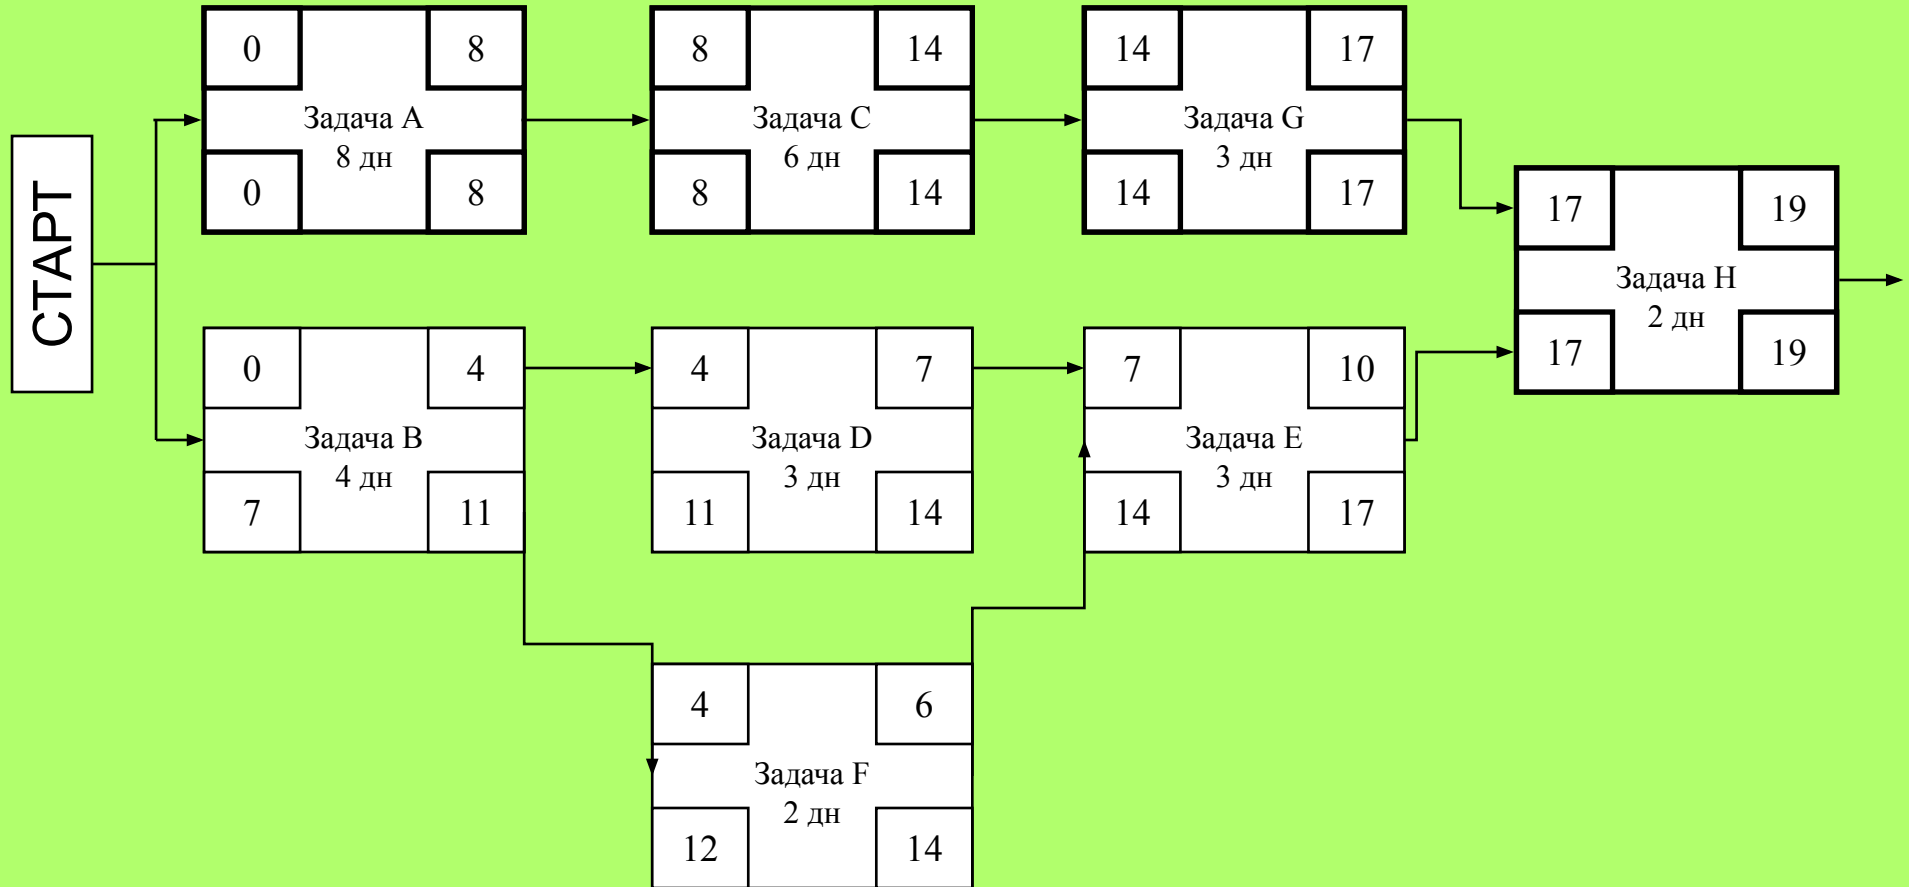 СТАРТ
0
8
Задача A
8 дн
0
8
8
14
Задача C
6 дн
8
14
14
17
Задача G
3 дн
14
17
17
19
Задача H
2 дн
17
19
0
4
Задача B
4 дн
7
11
4
7
Задача D
3 дн
11
14
7
10
Задача E
3 дн
14
17
4
6
Задача F
2 дн
12
14